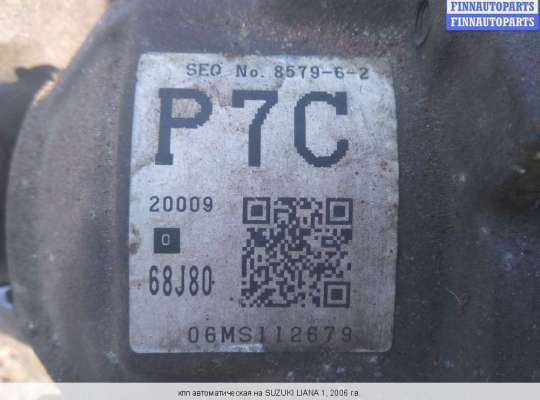 FINNAUTOPARTS
FINNAUTOPARTS
SEQ No. 8579-6-2
P7C
20009
0
68J80
06MS112679
кпп автоматическая на SUZUKI LIANA 1, 2006 г.в.